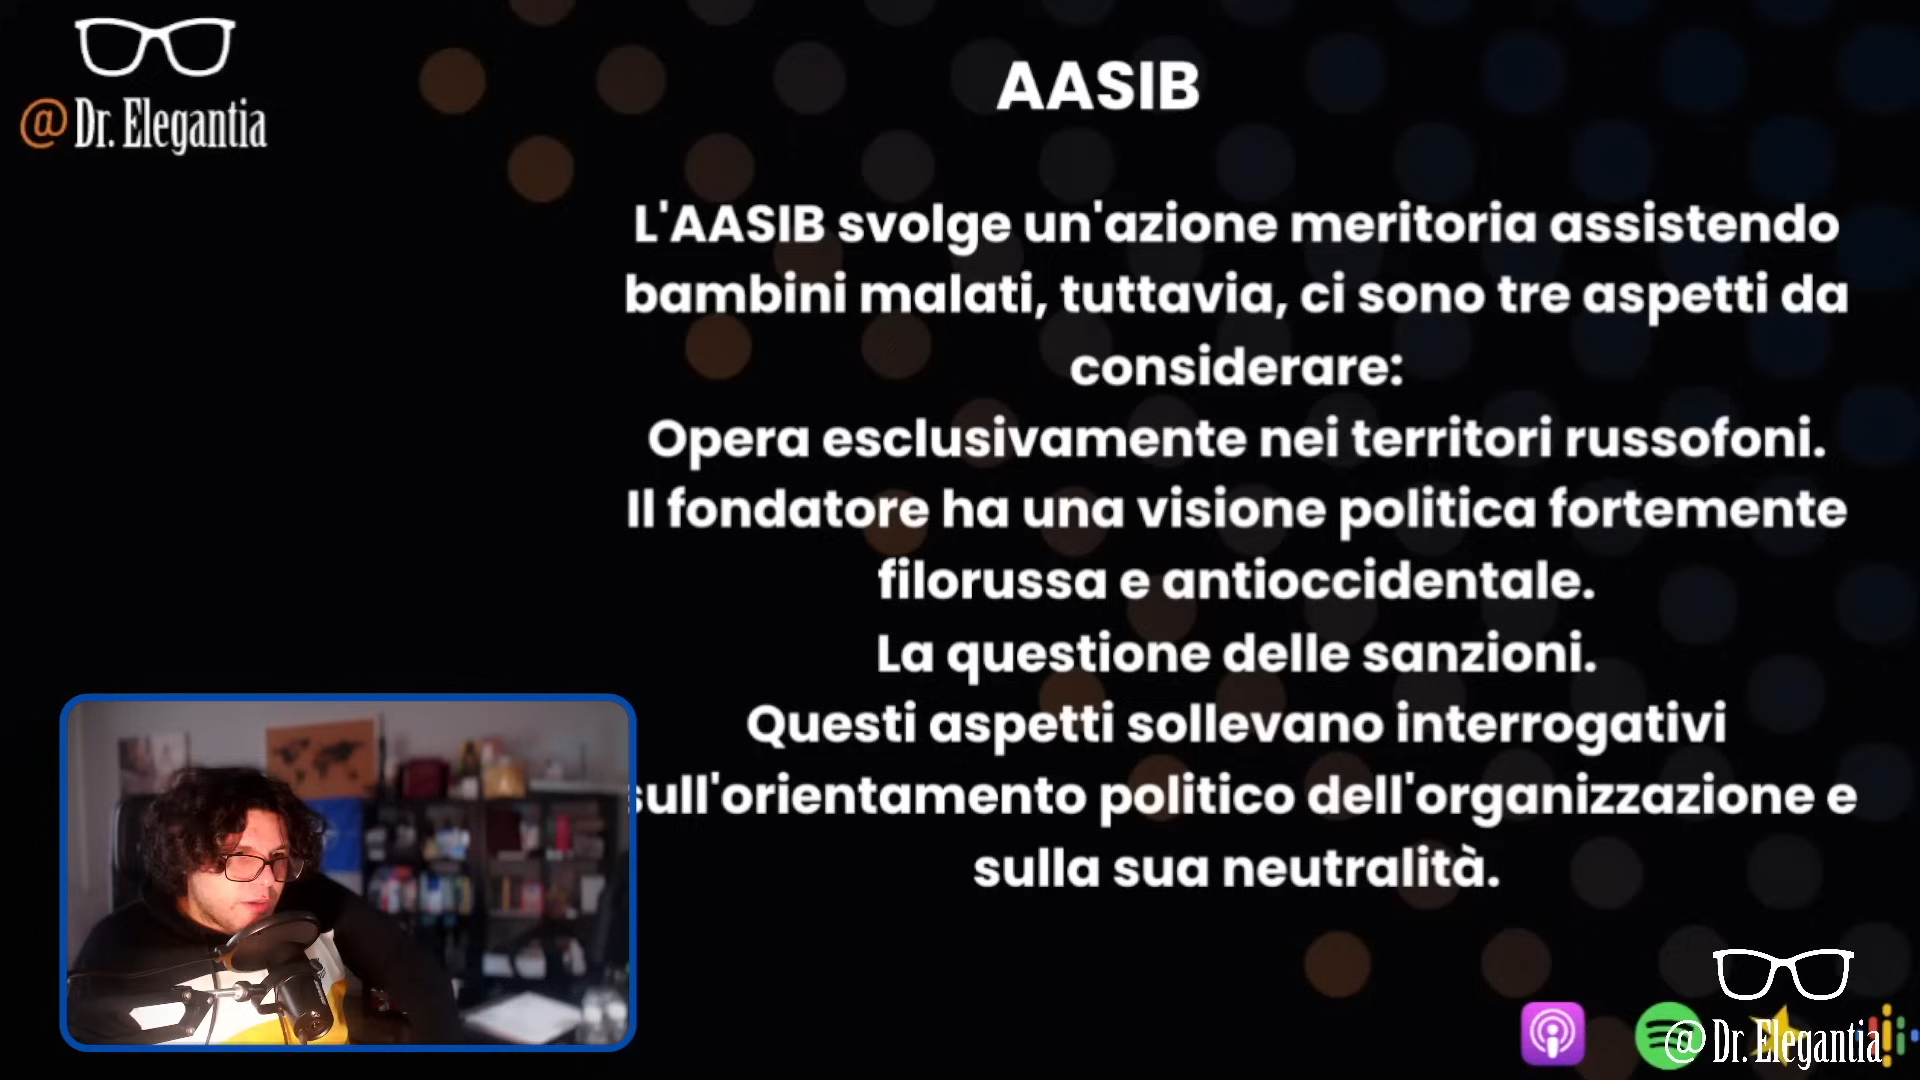 @Dr. Elegantia
AASIB
L'AASIB svolge un'azione meritoria assistendo
bambini malati, tuttavia, ci sono tre aspetti da
considerare:
Opera esclusivamente nei territori russofoni.
Il fondatore ha una visione politica fortemente
filorussa e antioccidentale.
La questione delle sanzioni.
Questi aspetti sollevano interrogativi
sull'orientamento politico dell'organizzazione e
sulla sua neutralità.
@Dr. Elegantia